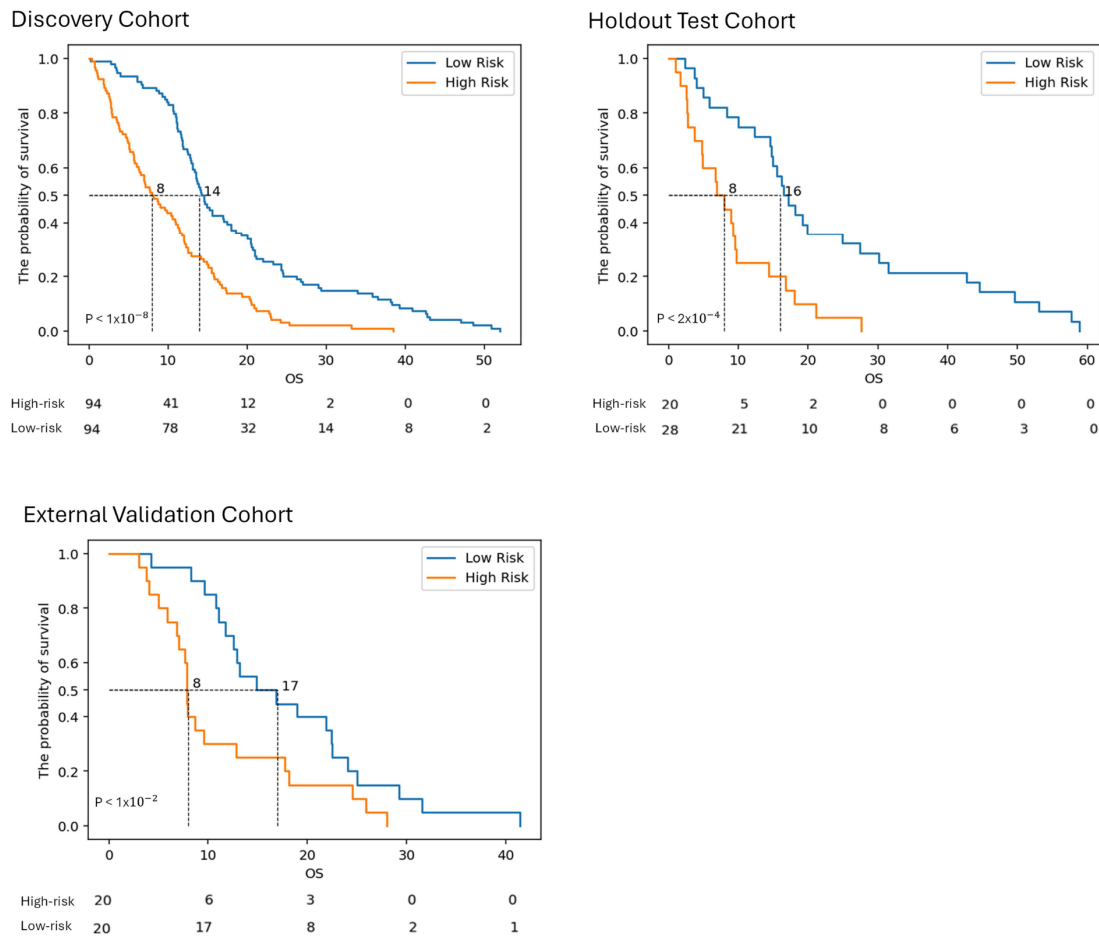 Discovery Cohort
Holdout Test Cohort
Low Risk
High Risk
The probability of survival
1.0
0.8
0.6
0.5
0.4
0.2
0.0
8
14
P < 1x10⁻⁸
0 10 20 30 40 50
OS
High-risk 94 41 12 2 0 0
Low-risk 94 78 32 14 8 2
Low Risk
High Risk
The probability of survival
1.0
0.8
0.6
0.5
0.4
0.2
0.0
8
16
P < 2x10⁻⁴
0 10 20 30 40 50 60
OS
High-risk 20 5 2 0 0 0 0
Low-risk 28 21 10 8 6 3 0
External Validation Cohort
Low Risk
High Risk
The probability of survival
1.0
0.8
0.6
0.5
0.4
0.2
0.0
8
17
P < 1x10⁻²
0 10 20 30 40
OS
High-risk 20 6 3 0 0
Low-risk 20 17 8 2 1